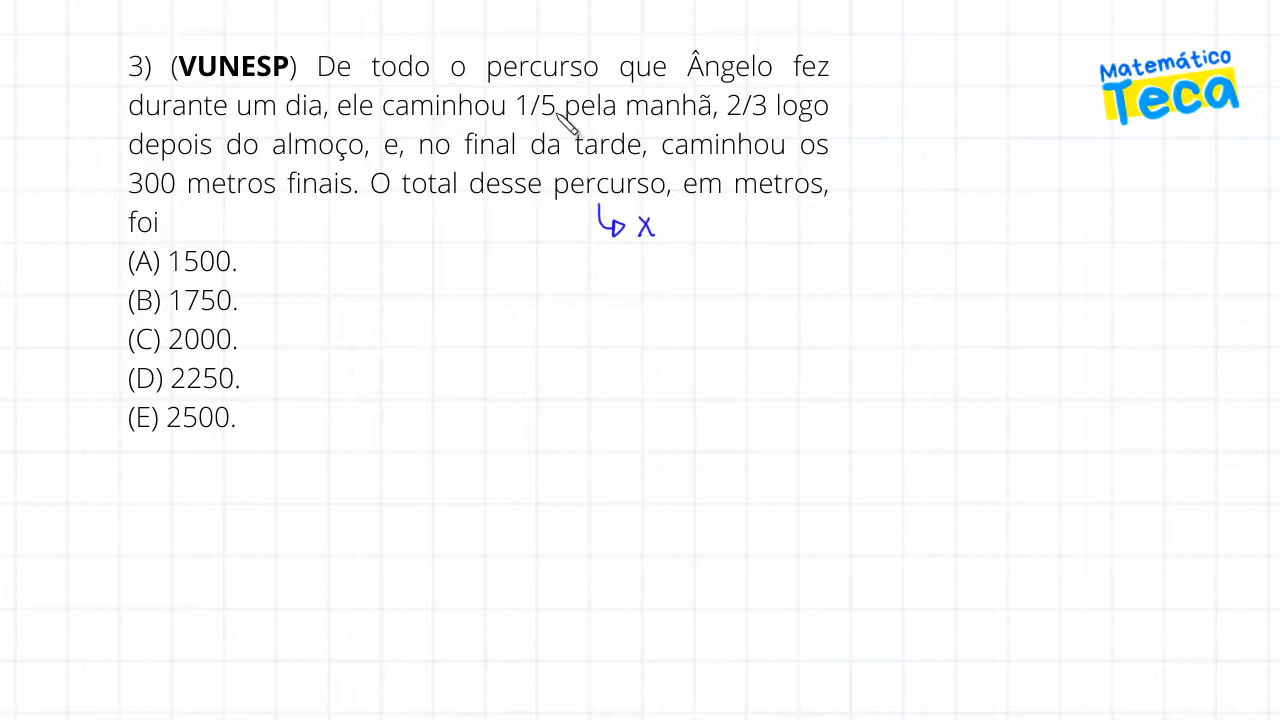 3) (VUNESP) De todo o percurso que Ângelo fez
durante um dia, ele caminhou 1/5 pela manhã, 2/3 logo
depois do almoço, e, no final da tarde, caminhou os
300 metros finais. O total desse percurso, em metros,
foi
x
(A) 1500.
(B) 1750.
(C) 2000.
(D) 2250.
(E) 2500.
Matemático
Teca